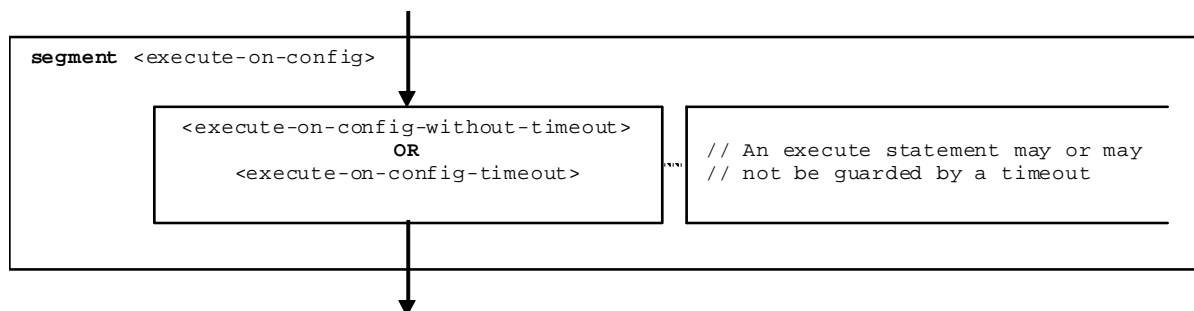 segment <execute-on-config>
<execute-on-config-without-timeout>
OR
<execute-on-config-timeout>
// An execute statement may or may
// not be guarded by a timeout